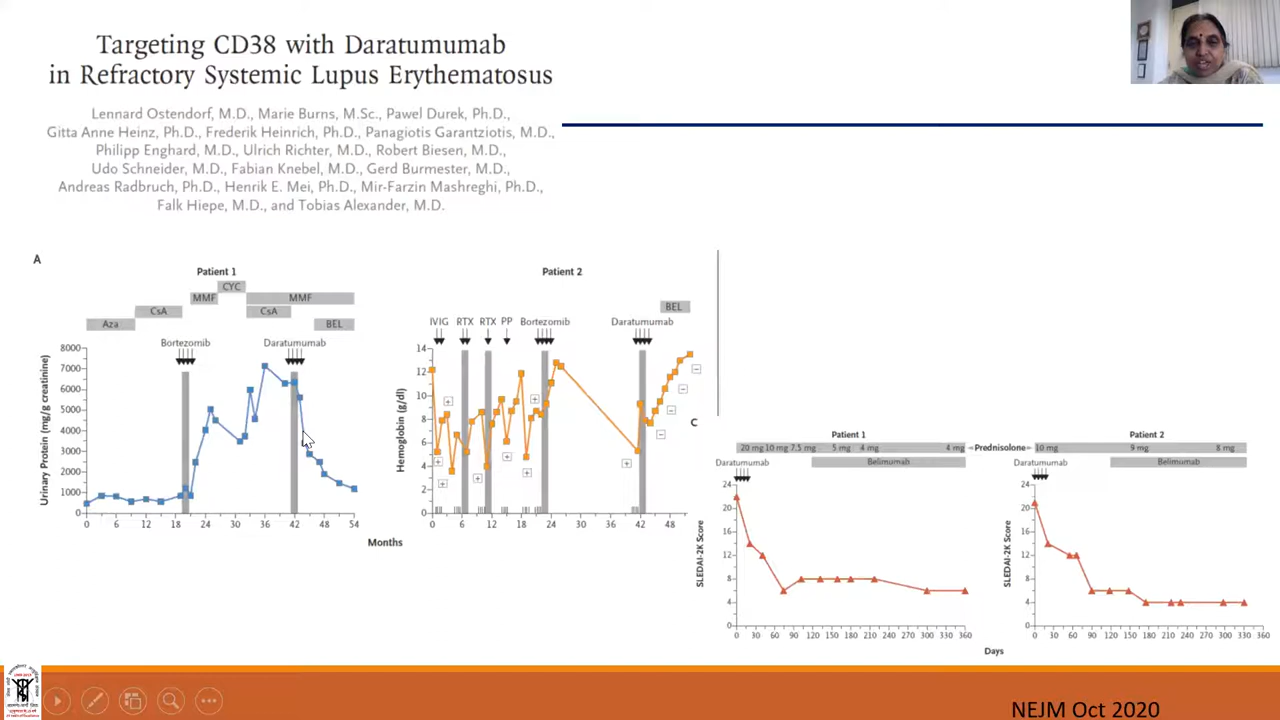 Targeting CD38 with Daratumumab
in Refractory Systemic Lupus Erythematosus
Lennard Ostendorf, M.D., Marie Burns, M.Sc., Pawel Durek, Ph.D.,
Gitta Anne Heinz, Ph.D., Frederik Heinrich, Ph.D., Panagiotis Garantziotis, M.D.,
Philipp Enghard, M.D., Ulrich Richter, M.D., Robert Biesen, M.D.,
Udo Schneider, M.D., Fabian Knebel, M.D., Gerd Burmester, M.D.,
Andreas Radbruch, Ph.D., Henrik E. Mei, Ph.D., Mir-Farzin Mashreghi, Ph.D.,
Falk Hiepe, M.D., and Tobias Alexander, M.D.
A
Patient 1
CYC
MMF MMF
CsA CsA
Aza BEL
Bortezomib Daratumumab
Urinary Protein (mg/g creatinine)
8000
7000
6000
5000
4000
3000
2000
1000
0
0 6 12 18 24 30 36 42 48 54
Patient 2
BEL
IVIG RTX RTX PP Bortezomib Daratumumab
Hemoglobin (g/dl)
14
12
10
8
6
4
2
0
0 6 12 18 24 36 42 48
Months
C
Patient 1
20 mg 10 mg 7.5 mg 5 mg 4 mg 4 mg
Prednisolone
Belimumab
Daratumumab
SLEDAI-2K Score
24
20
16
12
8
4
0
0 30 60 90 120 150 180 210 240 270 300 330 360
Patient 2
10 mg 9 mg 8 mg
Belimumab
Daratumumab
SLEDAI-2K Score
24
20
16
12
8
4
0
0 30 60 90 120 150 180 210 240 270 300 330 360
Days
NEJM Oct 2020